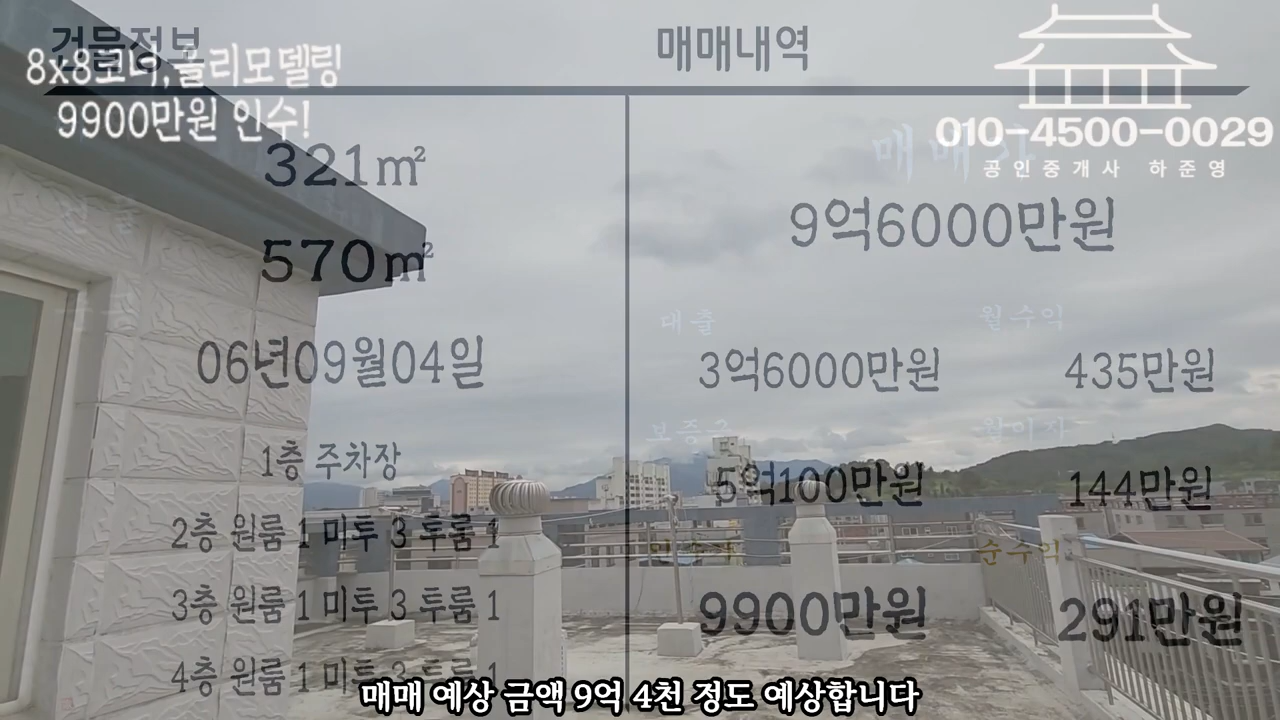 건물정보
8x8코너,올리모델링
9900만원 인수!
321㎡
570㎡
06년09월04일
1층 주차장
2층 원룸 1 미투 3 투룸 1
3층 원룸 1 미투 3 투룸 1
4층 원룸 1 미투 3 투룸 1
매매내역
010-4500-0029
공인중개사 하준영
매매가
9억6000만원
대출
월수익
3억6000만원
435만원
보증금
월이자
5억100만원
144만원
인수가
순수익
9900만원
291만원
매매 예상 금액 9억 4천 정도 예상합니다